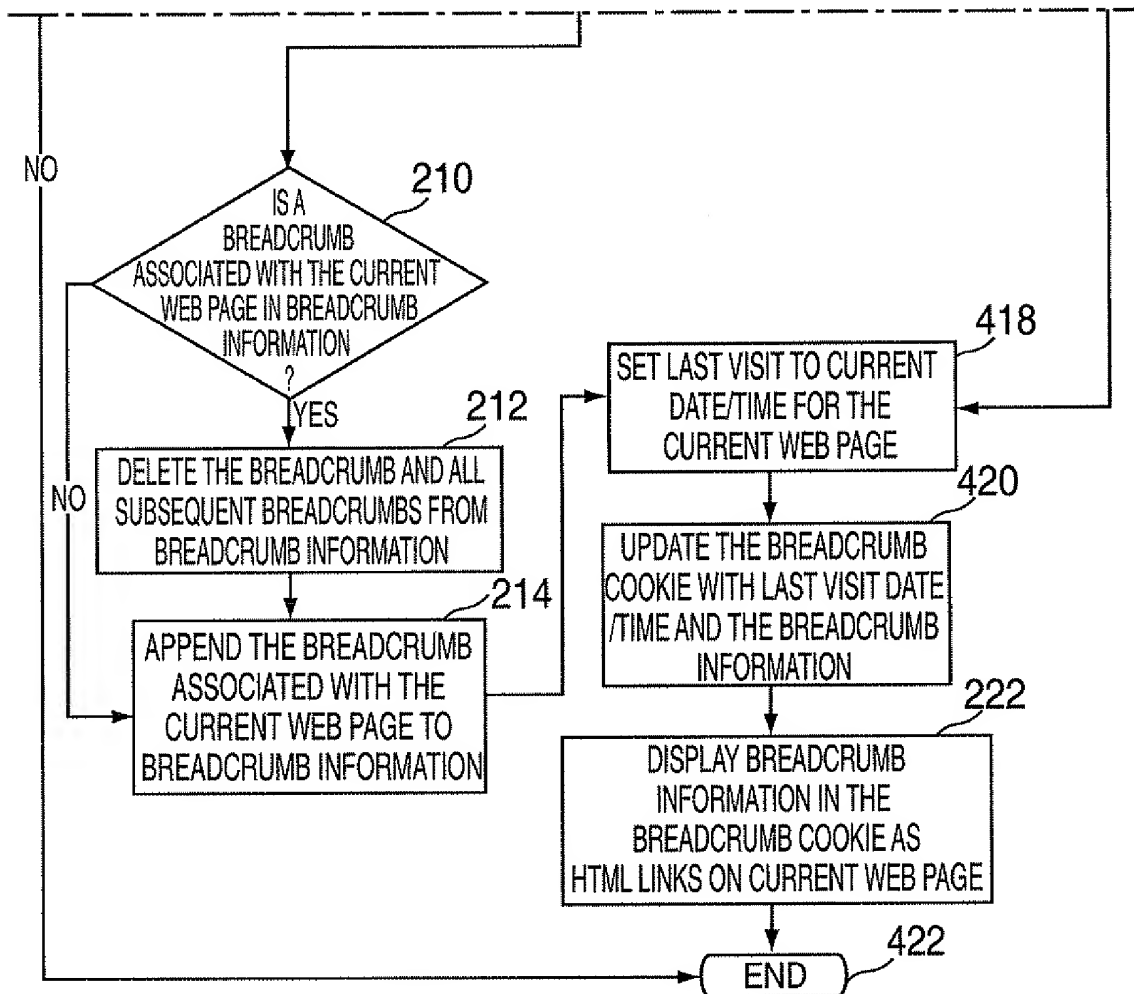 NO
210
IS A
BREADCRUMB
ASSOCIATED WITH THE CURRENT
WEB PAGE IN BREADCRUMB
INFORMATION
?
YES
NO
212
DELETE THE BREADCRUMB AND ALL
SUBSEQUENT BREADCRUMBS FROM
BREADCRUMB INFORMATION
214
APPEND THE BREADCRUMB
ASSOCIATED WITH THE
CURRENT WEB PAGE TO
BREADCRUMB INFORMATION
418
SET LAST VISIT TO CURRENT
DATE/TIME FOR THE
CURRENT WEB PAGE
420
UPDATE THE BREADCRUMB
COOKIE WITH LAST VISIT DATE
/TIME AND THE BREADCRUMB
INFORMATION
222
DISPLAY BREADCRUMB
INFORMATION IN THE
BREADCRUMB COOKIE AS
HTML LINKS ON CURRENT WEB PAGE
END
422